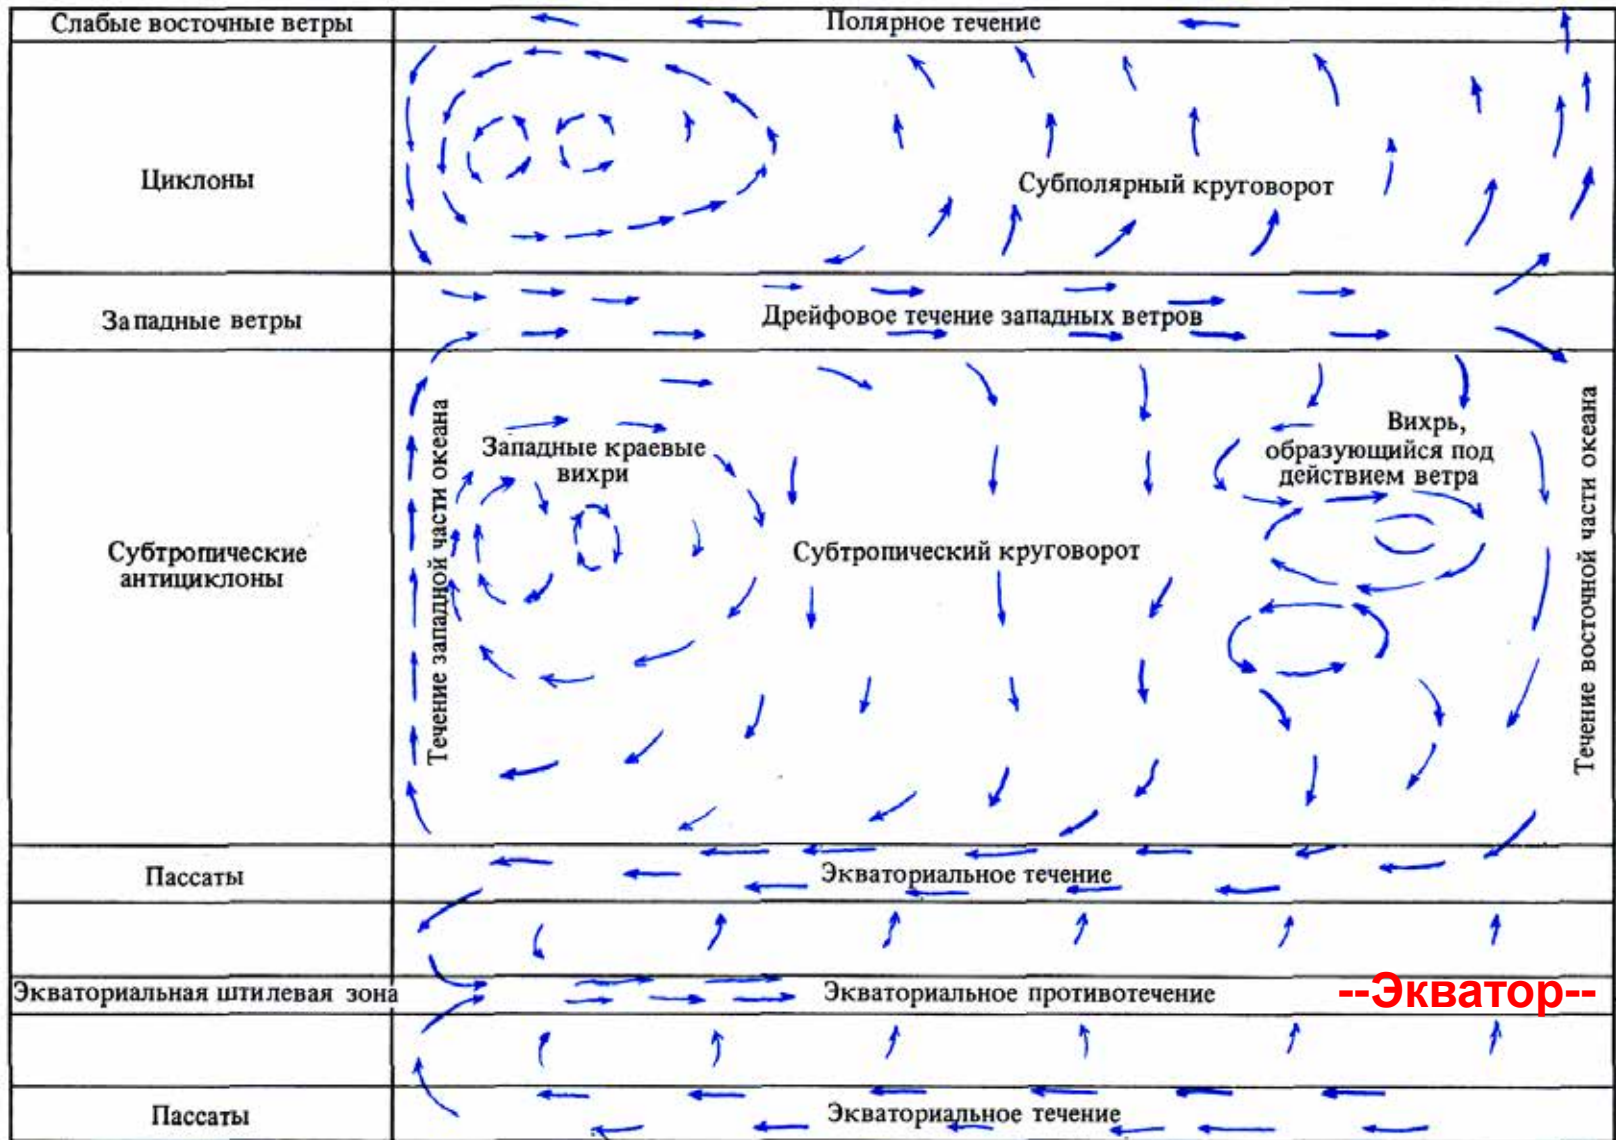 Слабые восточные ветры
Полярное течение
Циклоны
Субполярный круговорот
Западные ветры
Дрейфовое течение западных ветров
Субтропические
антициклоны
Течение западной части океана
Западные краевые
вихри
Субтропический круговорот
Вихрь,
образующийся под
действием ветра
Течение восточной части океана
Пассаты
Экваториальное течение
Экваториальная штилевая зона
Экваториальное противотечение
--Экватор--
Пассаты
Экваториальное течение